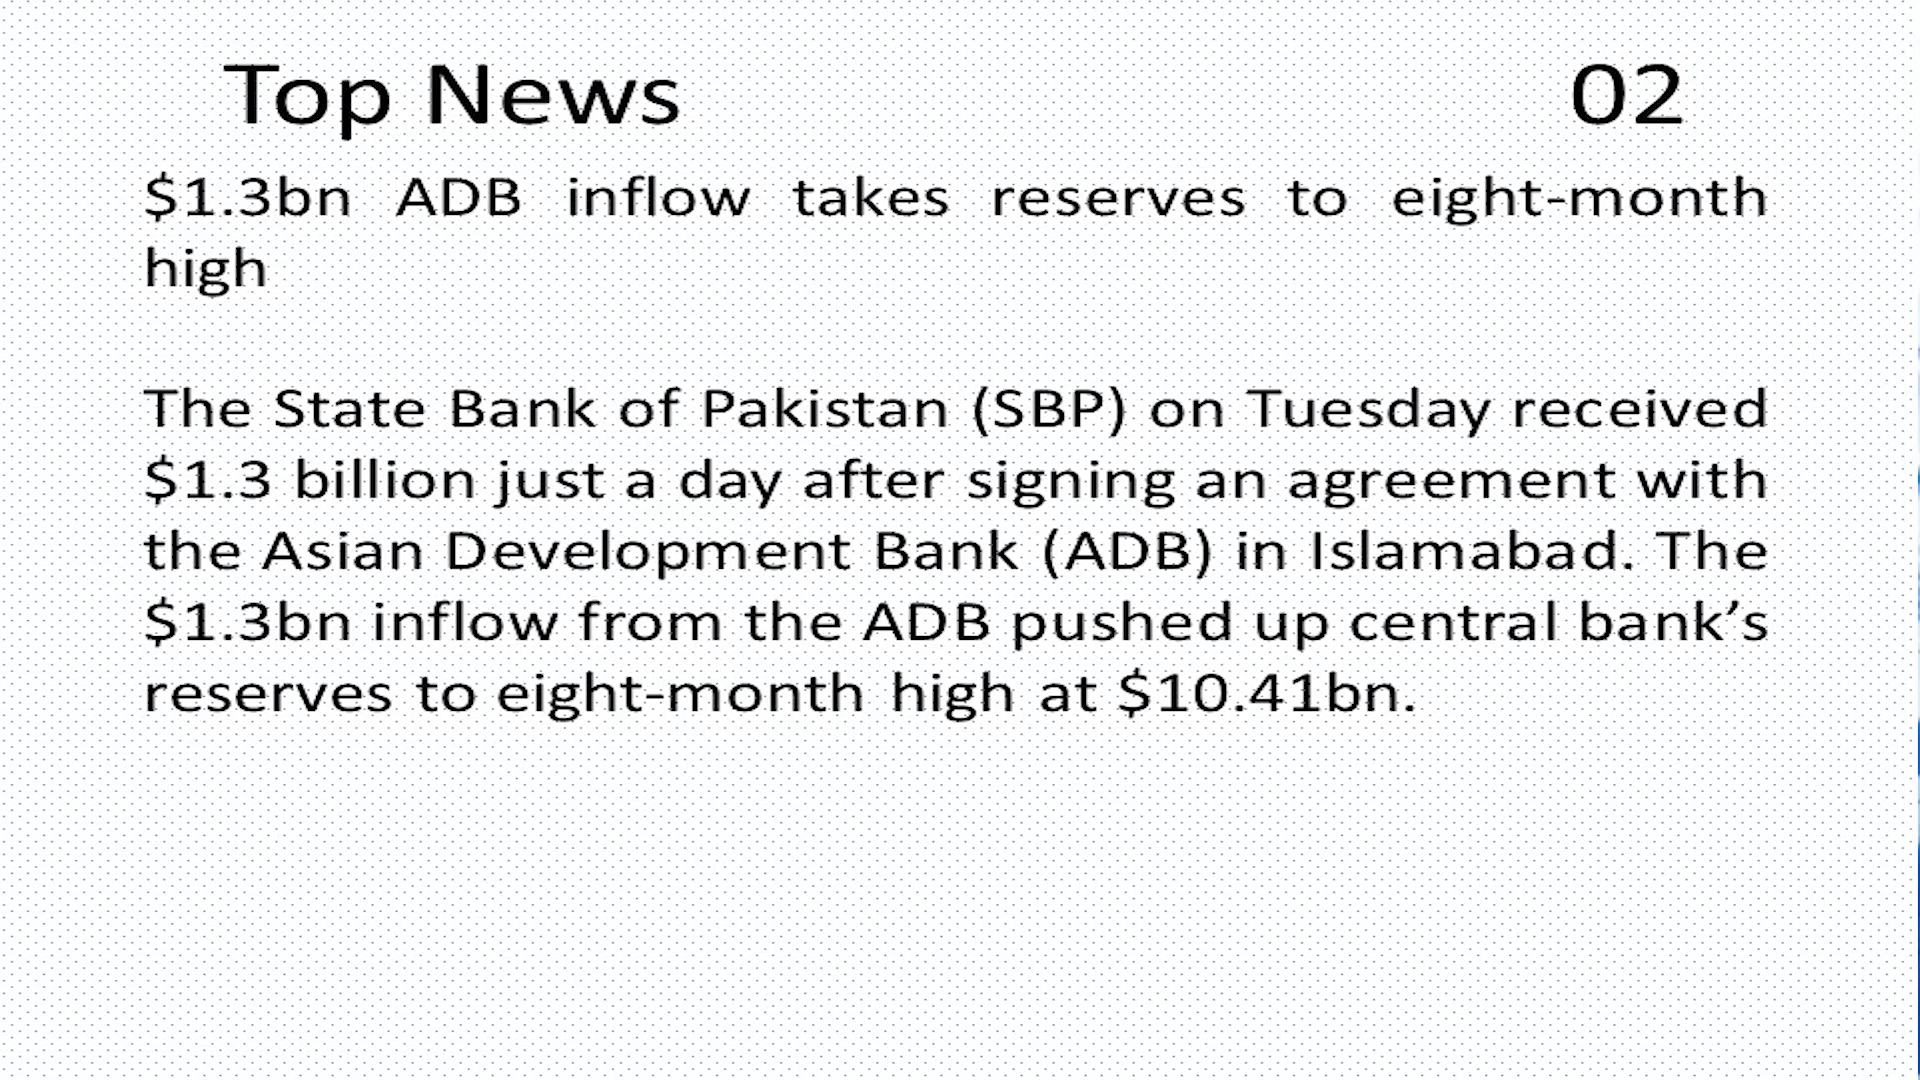 Top News 02
$1.3bn ADB inflow takes reserves to eight-month
high
The State Bank of Pakistan (SBP) on Tuesday received
$1.3 billion just a day after signing an agreement with
the Asian Development Bank (ADB) in Islamabad. The
$1.3bn inflow from the ADB pushed up central bank’s
reserves to eight-month high at $10.41bn.